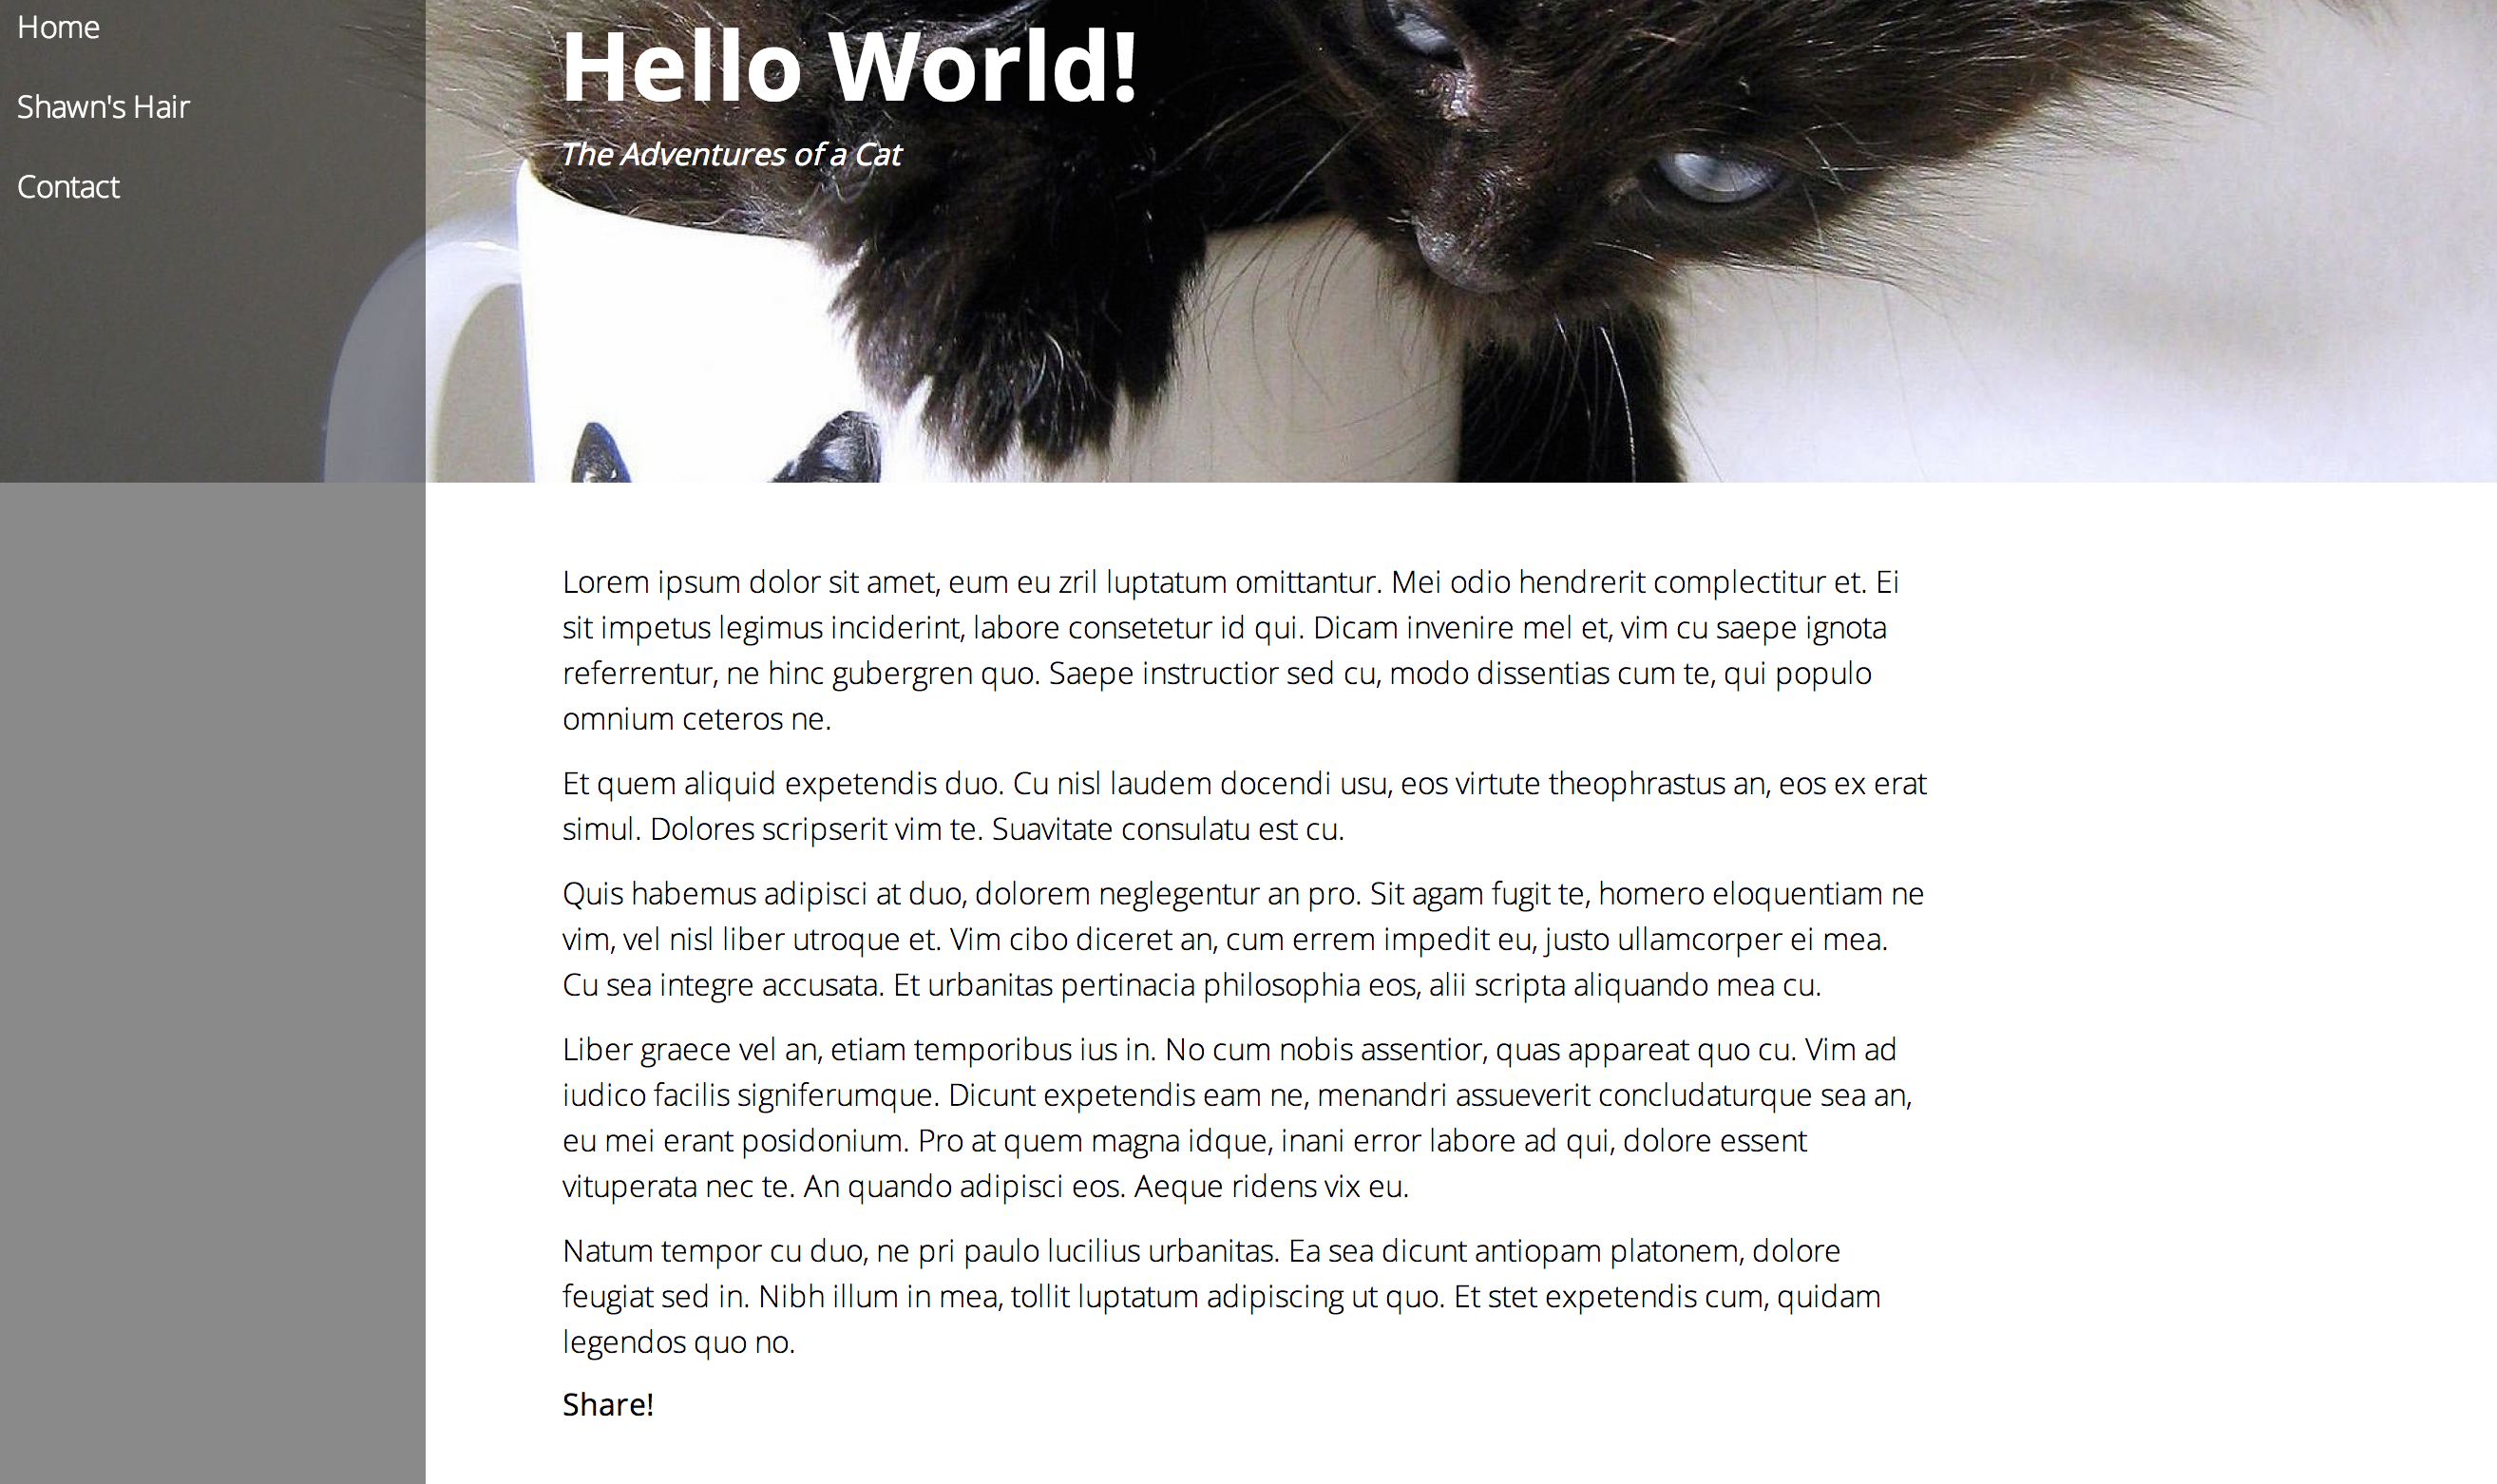 Home
Shawn's Hair
Contact
Hello World!
The Adventures of a Cat
Lorem ipsum dolor sit amet, eum eu zril luptatum omittantur. Mei odio hendrerit complectitur et. Ei
sit impetus legimus inciderint, labore consetetur id qui. Dicam invenire mel et, vim cu saepe ignota
referrentur, ne hinc gubergren quo. Saepe instructior sed cu, modo dissentias cum te, qui populo
omnium ceteros ne.
Et quem aliquid expetendis duo. Cu nisl laudem docendi usu, eos virtute theophrastus an, eos ex erat
simul. Dolores scripserit vim te. Suavitate consulatu est cu.
Quis habemus adipisci at duo, dolorem neglegentur an pro. Sit agam fugit te, homero eloquentiam ne
vim, vel nisl liber utroque et. Vim cibo diceret an, cum errem impedit eu, justo ullamcorper ei mea.
Cu sea integre accusata. Et urbanitas pertinacia philosophia eos, alii scripta aliquando mea cu.
Liber graece vel an, etiam temporibus ius in. No cum nobis assentior, quas appareat quo cu. Vim ad
iudico facilis signiferumque. Dicunt expetendis eam ne, menandri assueverit concludaturque sea an,
eu mei erant posidonium. Pro at quem magna idque, inani error labore ad qui, dolore essent
vituperata nec te. An quando adipisci eos. Aeque ridens vix eu.
Natum tempor cu duo, ne pri paulo lucilius urbanitas. Ea sea dicunt antiopam platonem, dolore
feugiat sed in. Nibh illum in mea, tollit luptatum adipiscing ut quo. Et stet expetendis cum, quidam
legendos quo no.
Share!